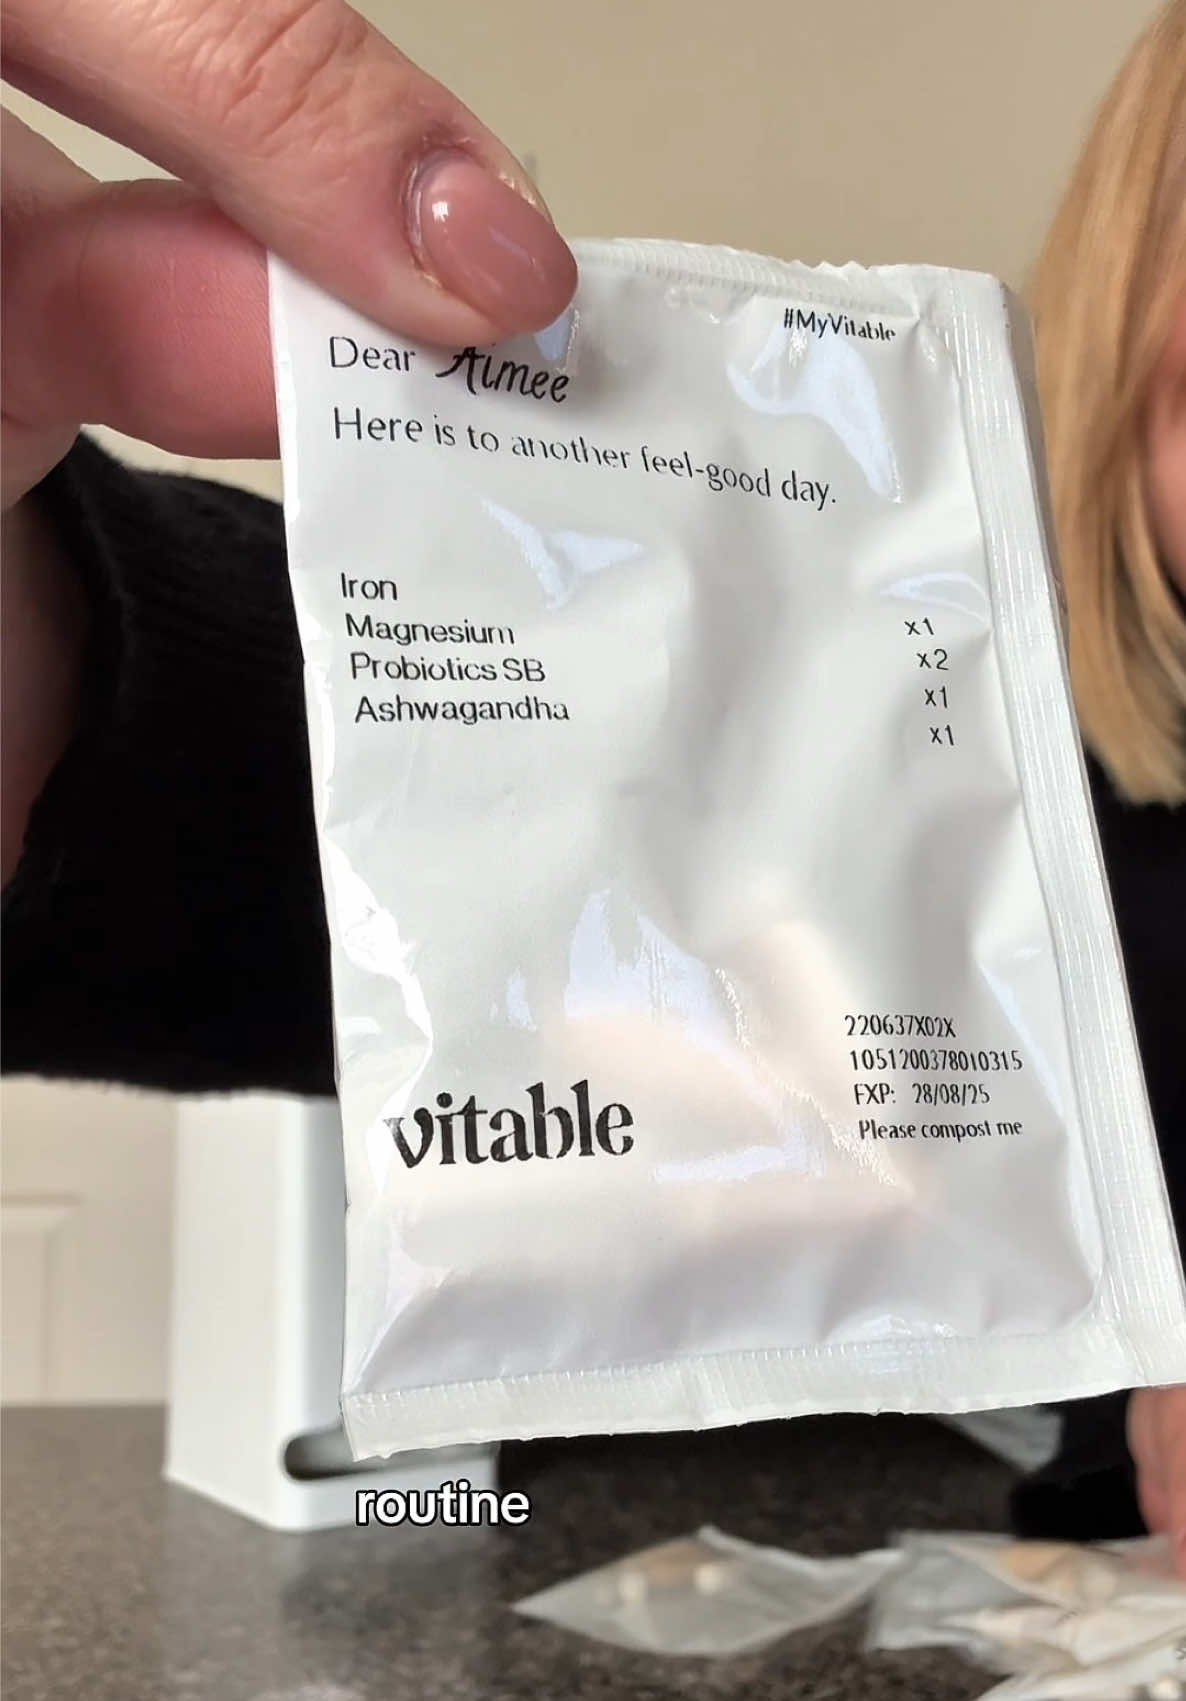 #MyVitable
Dear Aimee
Here is to another feel-good day.
Iron x1
Magnesium x2
Probiotics SB x1
Ashwagandha x1
220637X02X
1051200378010315
EXP: 28/08/25
Please compost me
vitable
routine